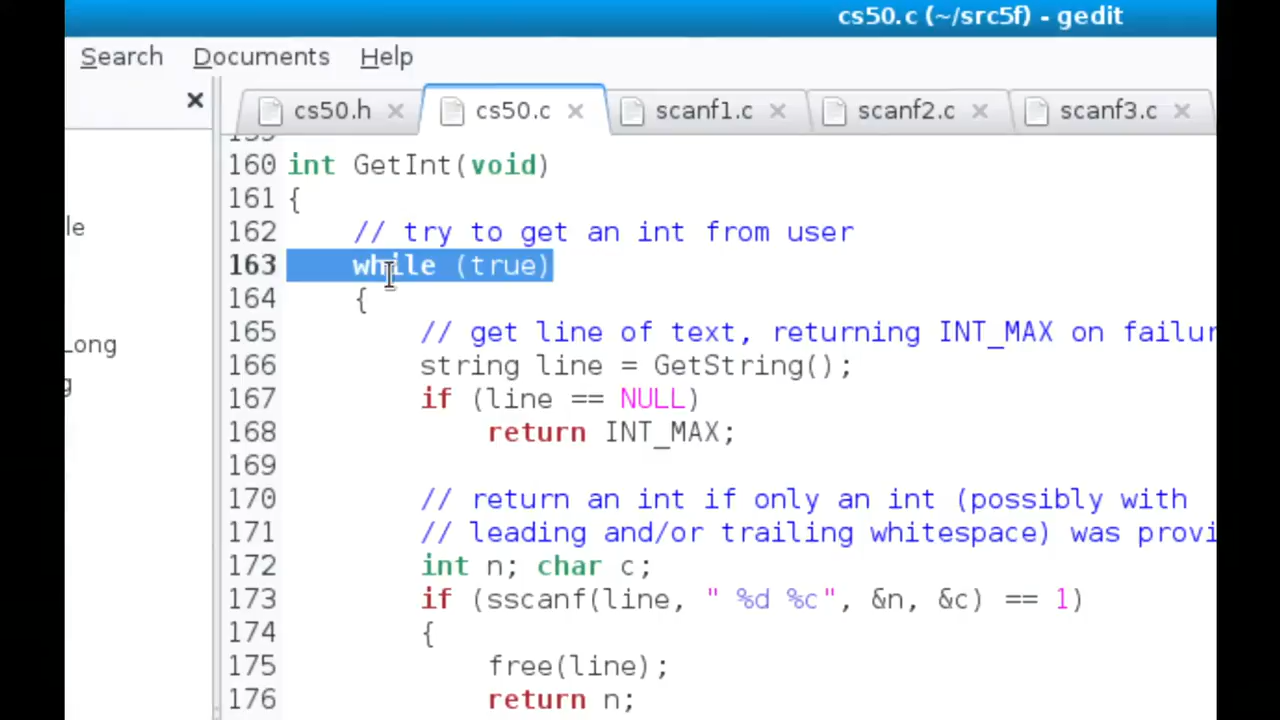 cs50.c (~/src5f) - gedit
Search Documents Help
cs50.h cs50.c scanf1.c scanf2.c scanf3.c
le
Long
g
160 int GetInt(void)
161 {
162 // try to get an int from user
163 while (true)
164 {
165 // get line of text, returning INT_MAX on failur
166 string line = GetString();
167 if (line == NULL)
168 return INT_MAX;
169
170 // return an int if only an int (possibly with
171 // leading and/or trailing whitespace) was provi
172 int n; char c;
173 if (sscanf(line, " %d %c", &n, &c) == 1)
174 {
175 free(line);
176 return n;